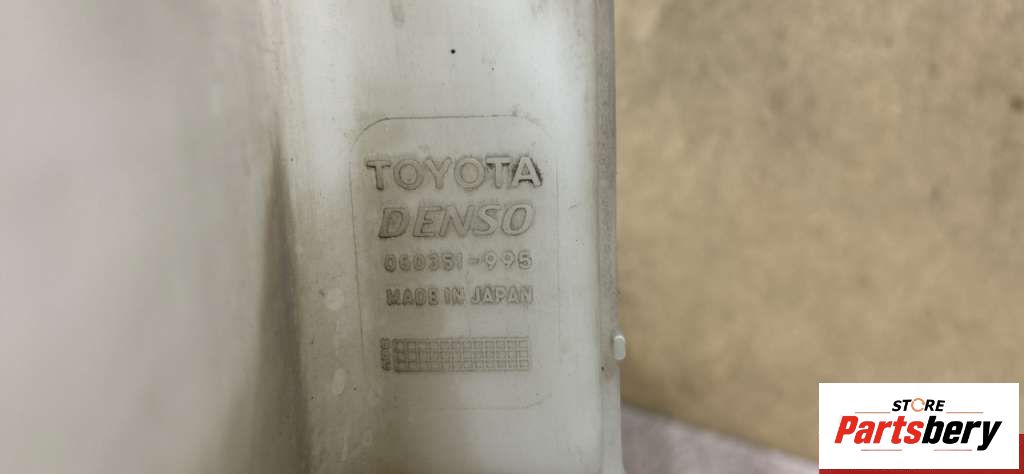 TOYOTA
DENSO
060351-995
MADE IN JAPAN
STORE
Partsbery